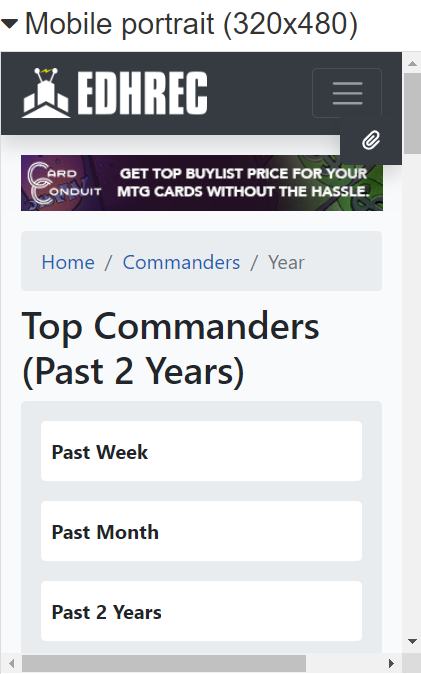 Mobile portrait (320x480)
EDHREC
CARD CONDUIT
GET TOP BUYLIST PRICE FOR YOUR
MTG CARDS WITHOUT THE HASSLE.
Home / Commanders / Year
Top Commanders
(Past 2 Years)
Past Week
Past Month
Past 2 Years